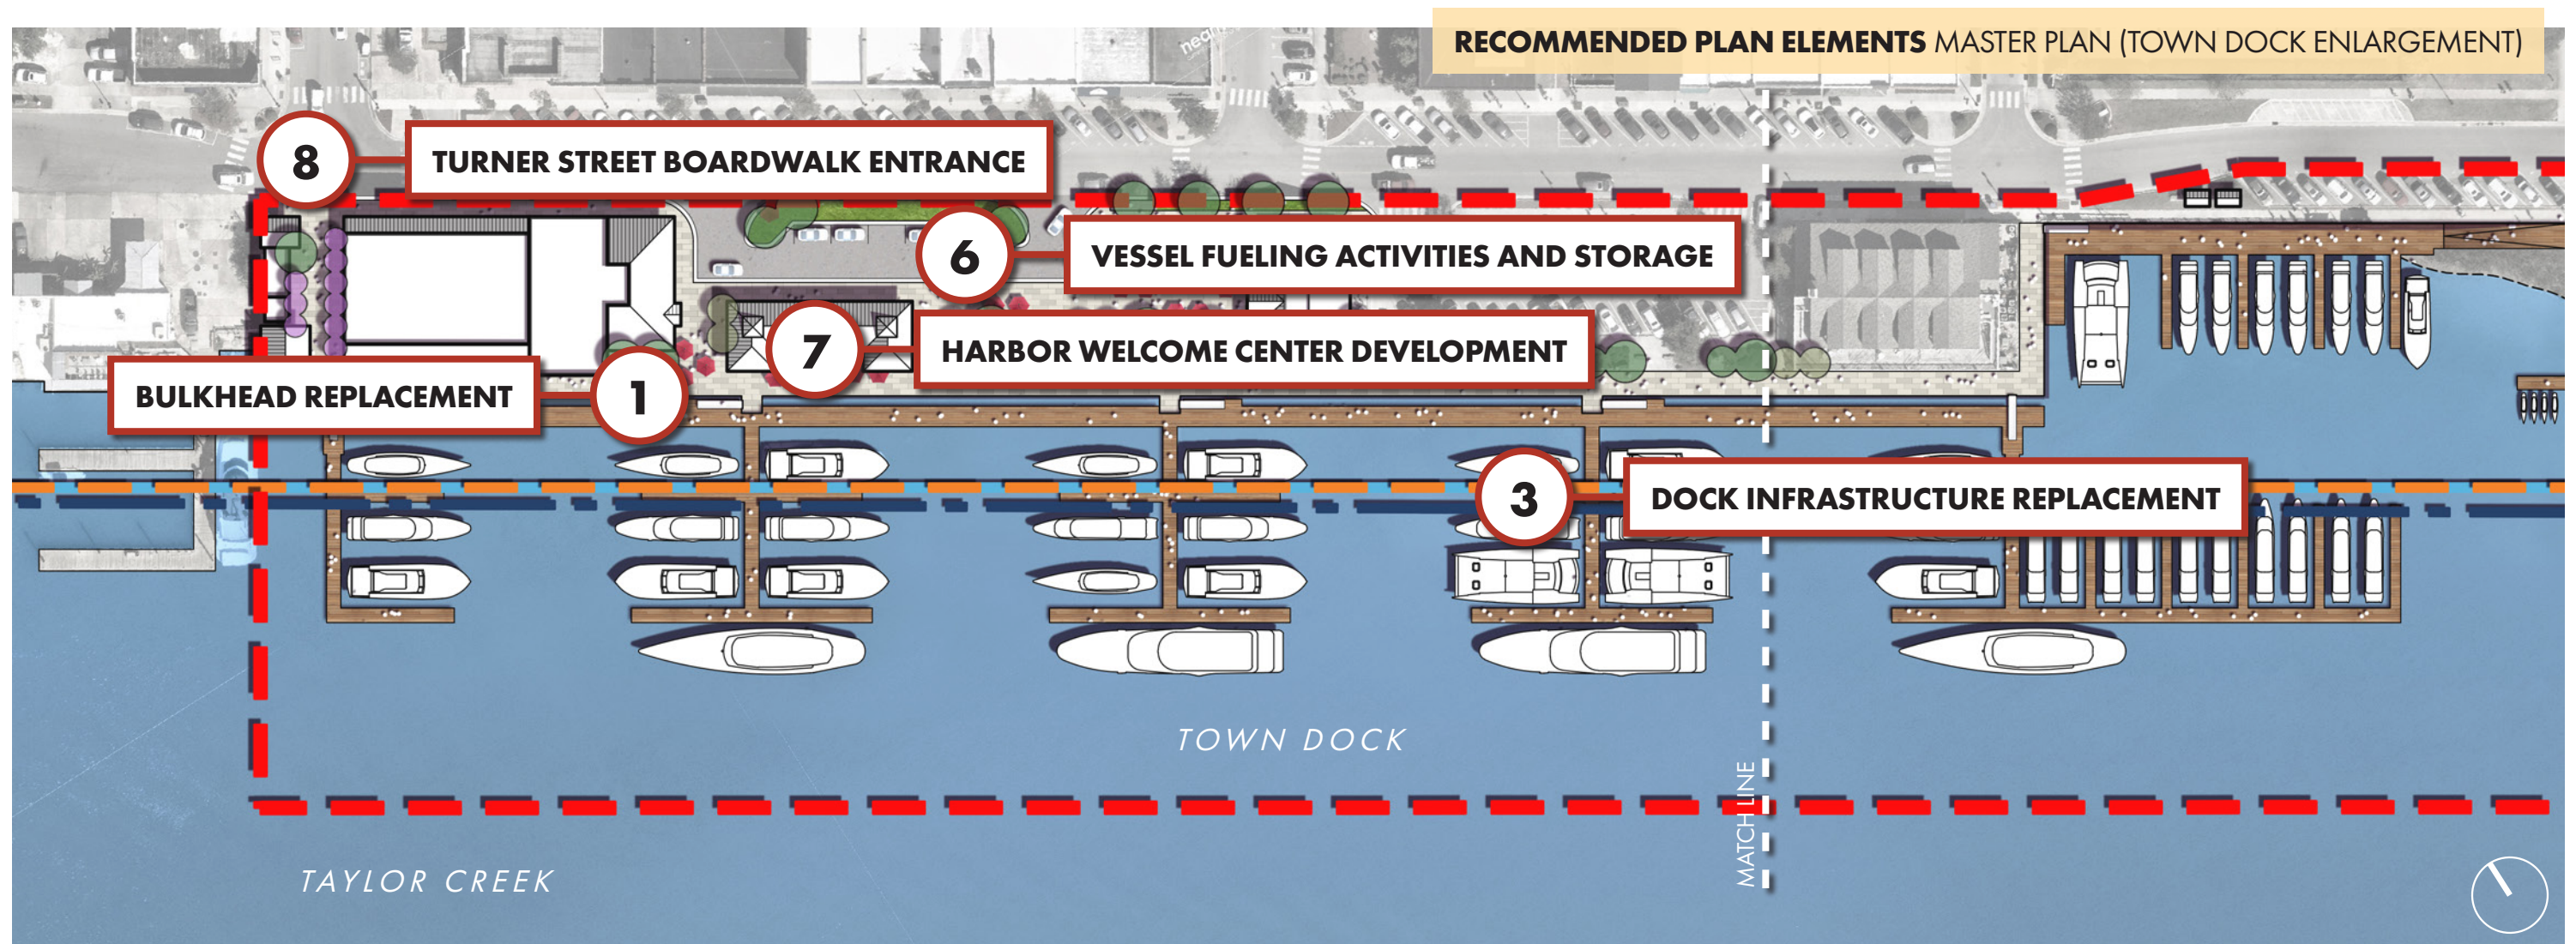 RECOMMENDED PLAN ELEMENTS MASTER PLAN (TOWN DOCK ENLARGEMENT)
8 TURNER STREET BOARDWALK ENTRANCE
6 VESSEL FUELING ACTIVITIES AND STORAGE
7 HARBOR WELCOME CENTER DEVELOPMENT
BULKHEAD REPLACEMENT 1
3 DOCK INFRASTRUCTURE REPLACEMENT
TOWN DOCK
MATCH LINE
TAYLOR CREEK